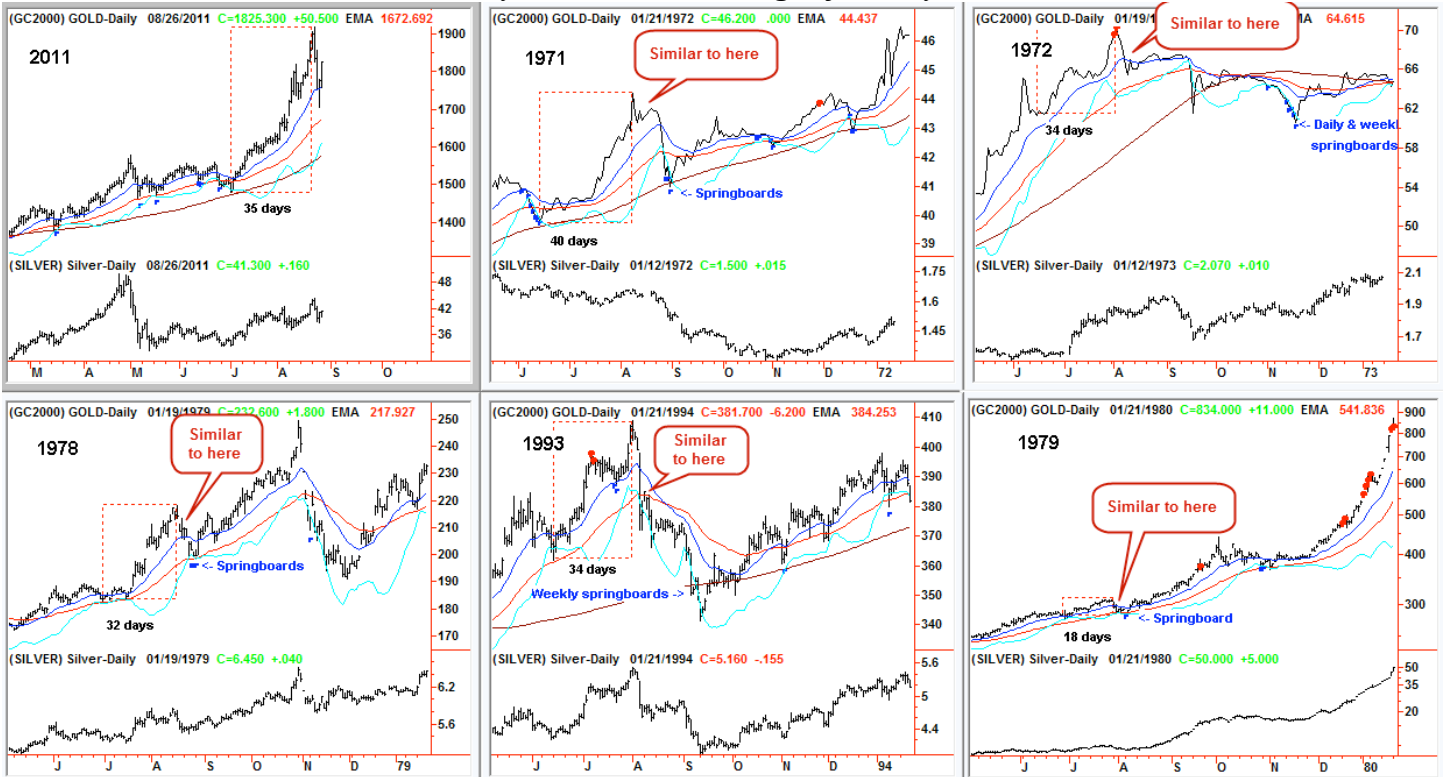 (GC2000) GOLD-Daily 08/26/2011 C=1825.300 +50.500 EMA 1672.692
2011
1900
1800
1700
1600
1500
1400
35 days
(SILVER) Silver-Daily 08/26/2011 C=41.300 +.160
48
42
36
M A M J J A S O
(GC2000) GOLD-Daily 01/21/1972 C=46.200 .000 EMA 44.437
1971
Similar to here
46
45
44
43
42
41
40
39
<- Springboards
40 days
(SILVER) Silver-Daily 01/12/1972 C=1.500 +.015
1.75
1.6
1.45
J J A S O N D 72
(GC2000) GOLD-Daily 01/19/1 MA 64.615
1972
Similar to here
70
66
62
58
54
50
34 days
<- Daily & weekl
springboards
(SILVER) Silver-Daily 01/12/1973 C=2.070 +.010
2.1
1.9
1.7
J J A S O N D 73
(GC2000) GOLD-Daily 01/19/1979 C=232.600 +1.800 EMA 217.927
1978
Similar
to here
250
240
230
220
210
200
190
180
170
<- Springboards
32 days
(SILVER) Silver-Daily 01/19/1979 C=6.450 +.040
6.2
5.6
J J A S O N D 79
(GC2000) GOLD-Daily 01/21/1994 C=381.700 -6.200 EMA 384.253
1993
Similar
to here
410
400
390
380
370
360
350
340
34 days
Weekly springboards ->
(SILVER) Silver-Daily 01/21/1994 C=5.160 -.155
5.6
5
4.4
J J A S O N D 94
(GC2000) GOLD-Daily 01/21/1980 C=834.000 +11.000 EMA 541.836
1979
Similar to here
900
800
700
600
500
400
300
<- Springboard
18 days
(SILVER) Silver-Daily 01/21/1980 C=50.000 +5.000
50
35
20
J J A S O N D 80